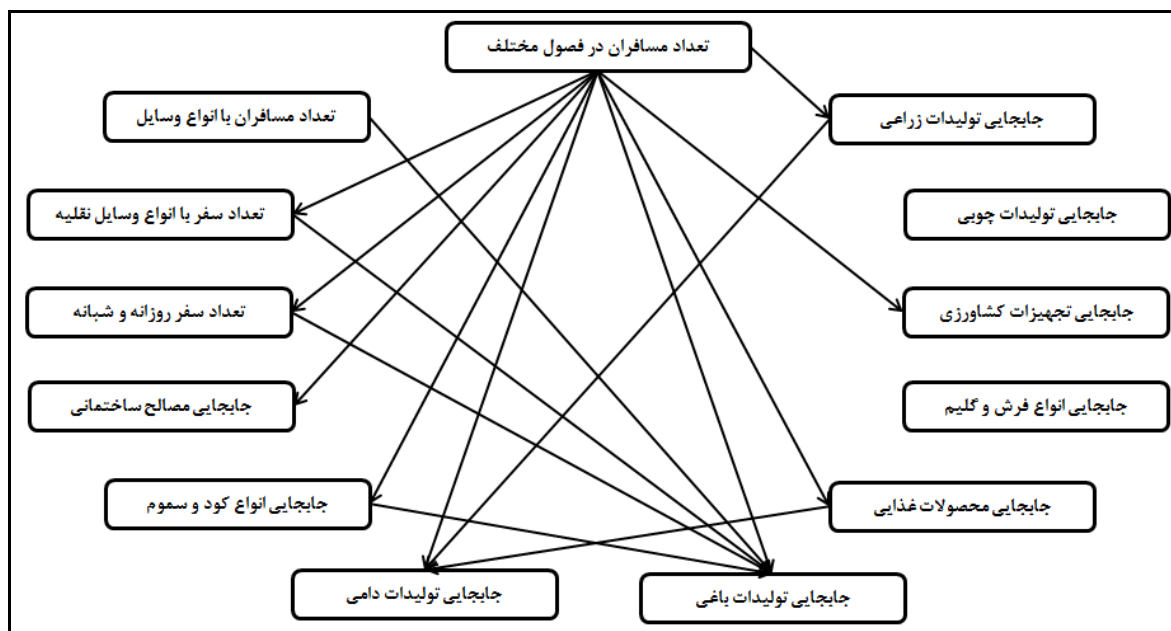 تعداد مسافران در فصول مختلف
تعداد مسافران با انواع وسایل
جابجایی تولیدات زراعی
تعداد سفر با انواع وسایل نقلیه
جابجایی تولیدات چوبی
تعداد سفر روزانه و شبانه
جابجایی تجهیزات کشاورزی
جابجایی مصالح ساختمانی
جابجایی انواع فرش و گلیم
جابجایی انواع کود و سموم
جابجایی محصولات غذایی
جابجایی تولیدات دامی
جابجایی تولیدات باغی